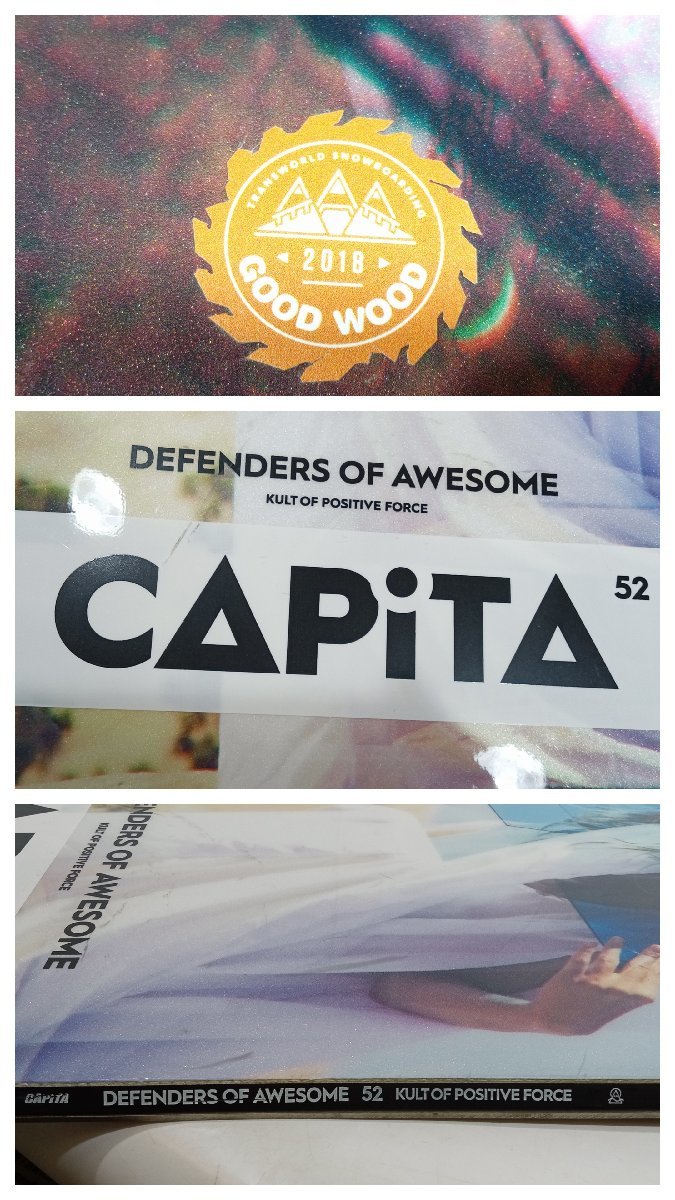 TRANSWORLD SNOWBOARDING
2018
GOOD WOOD
DEFENDERS OF AWESOME
KULT OF POSITIVE FORCE
CAPiTA 52
ENDERS OF AWESOME
KULT OF POSITIVE FORCE
CAPiTA DEFENDERS OF AWESOME 52 KULT OF POSITIVE FORCE